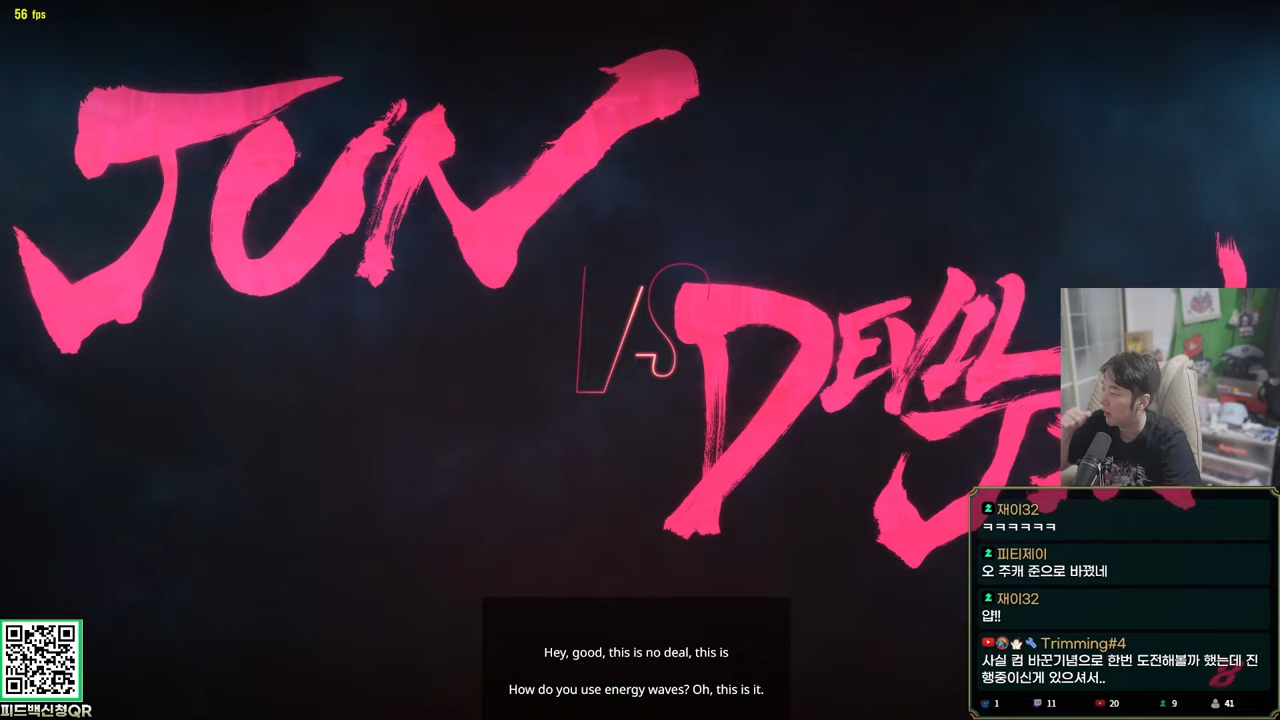 56 fps
JUN
VS
DEVIL
재이32
ㅋㅋㅋㅋㅋㅋ
피티제이
오 주캐 준으로 바꼈네
재이32
얍!!
Trimming#4
사실 컴 바꾼기념으로 한번 도전해볼까 했는데 진
행중이신게 있으셔서..
1 11 20 9 41
Hey, good, this is no deal, this is
How do you use energy waves? Oh, this is it.
피드백신청QR